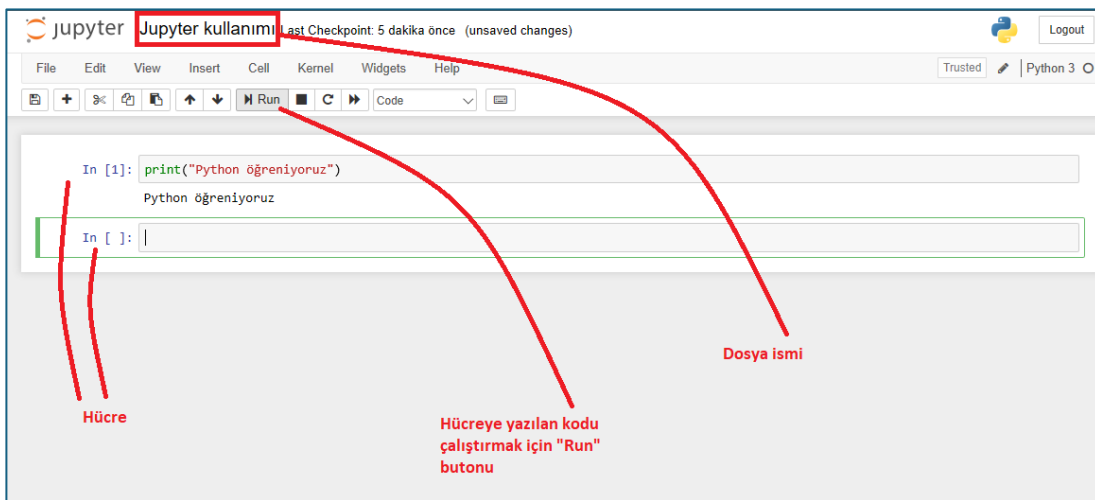 jupyter Jupyter kullanımı Last Checkpoint: 5 dakika önce (unsaved changes) Logout
File Edit View Insert Cell Kernel Widgets Help Trusted Python 3
Run Code
In [1]: print("Python öğreniyoruz")
Python öğreniyoruz
In [ ]:
Dosya ismi
Hücre
Hücreye yazılan kodu
çalıştırmak için "Run"
butonu